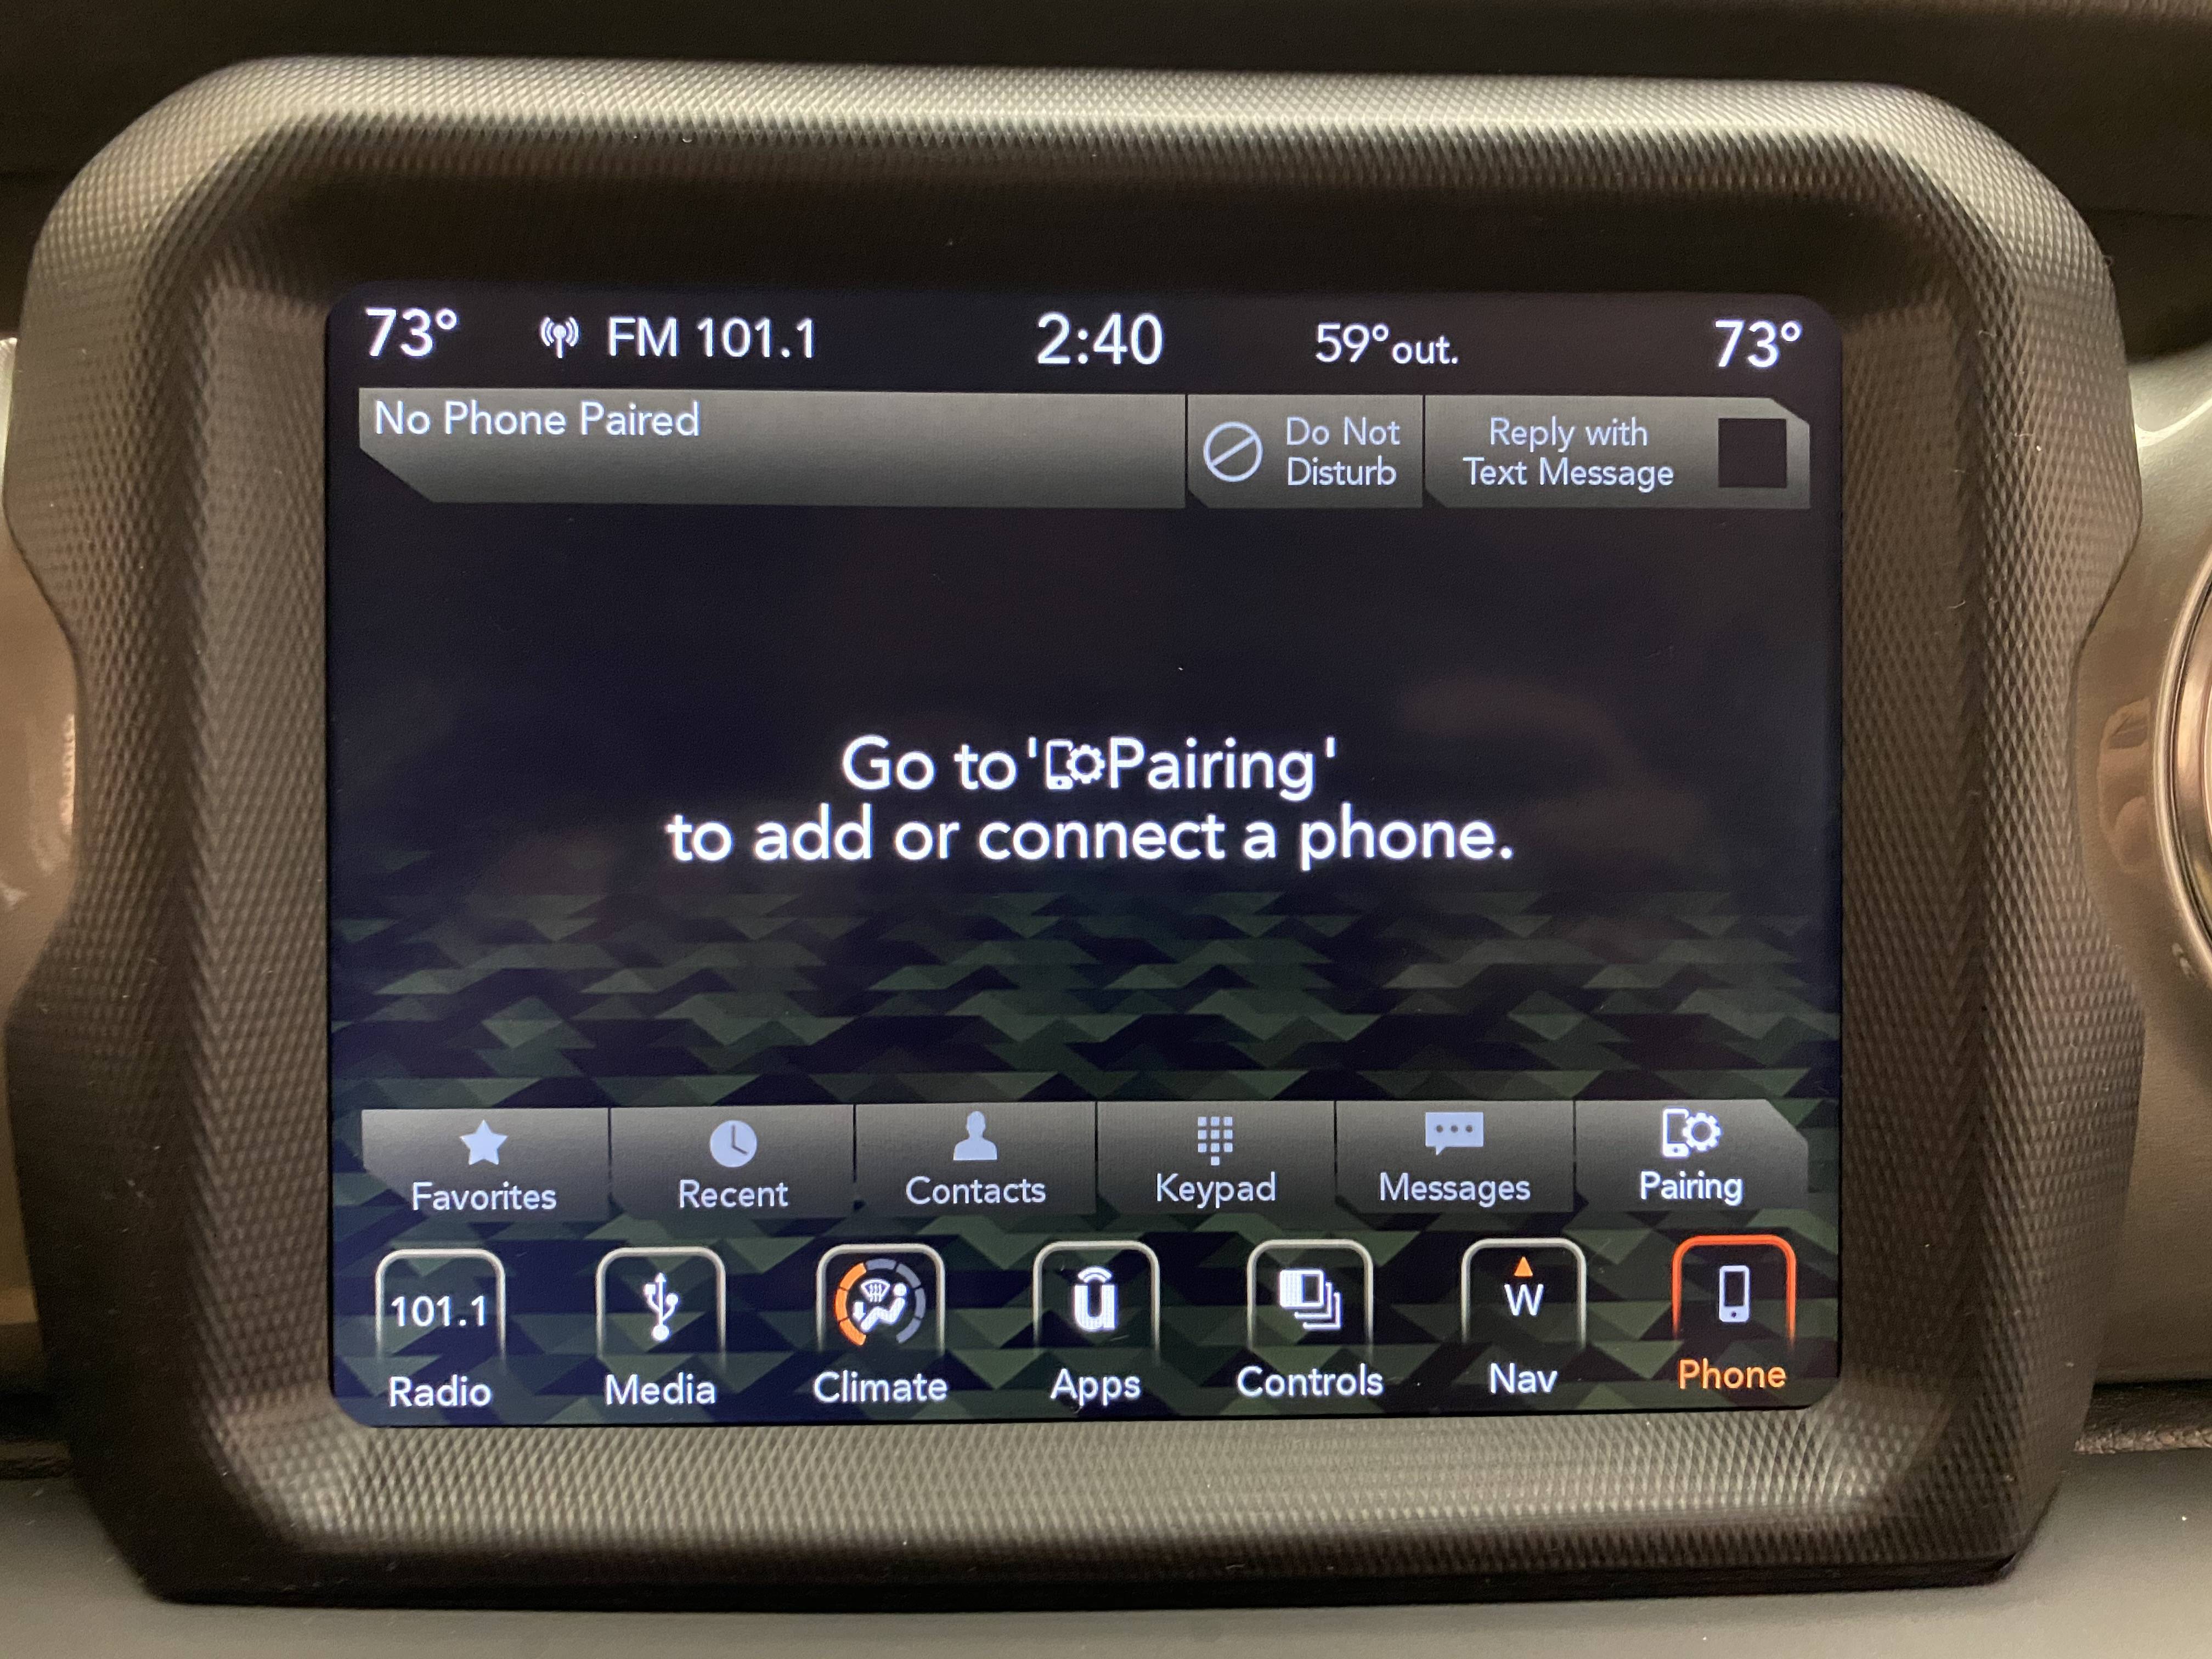 73° FM 101.1 2:40 59°out. 73°
No Phone Paired
Do Not
Disturb
Reply with
Text Message
Go to 'Pairing'
to add or connect a phone.
Favorites Recent Contacts Keypad Messages Pairing
101.1 W
Radio Media Climate Apps Controls Nav Phone